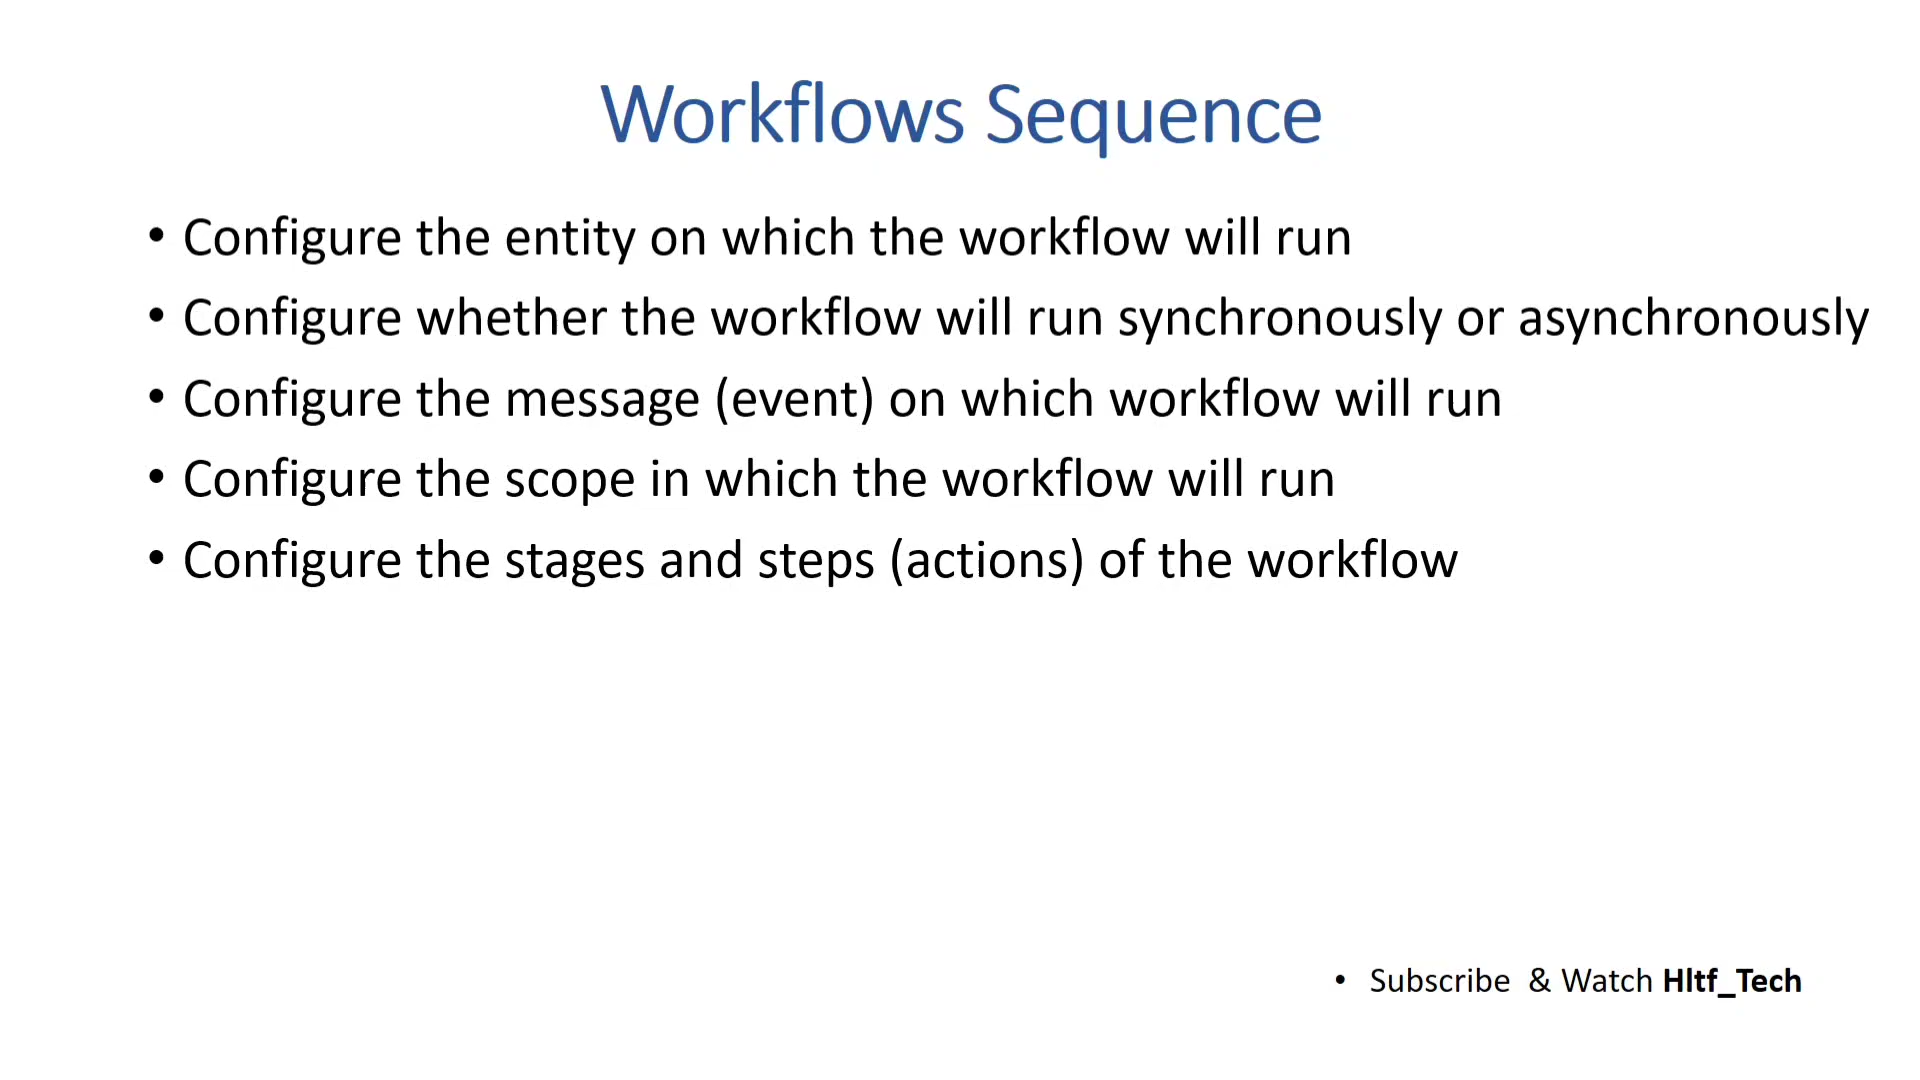 Workflows Sequence
• Configure the entity on which the workflow will run
• Configure whether the workflow will run synchronously or asynchronously
• Configure the message (event) on which workflow will run
• Configure the scope in which the workflow will run
• Configure the stages and steps (actions) of the workflow
• Subscribe & Watch Hltf_Tech